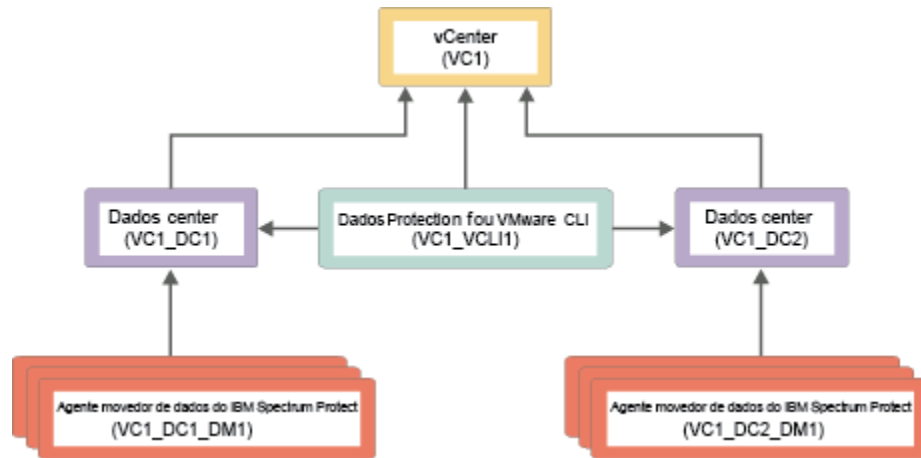 vCenter
(VC1)
Dados center
(VC1_DC1)
Dados Protection fou VMware CLI
(VC1_VCLI1)
Dados center
(VC1_DC2)
Agente movedor de dados do IBM Spectrum Protect
(VC1_DC1_DM1)
Agente movedor de dados do IBM Spectrum Protect
(VC1_DC2_DM1)